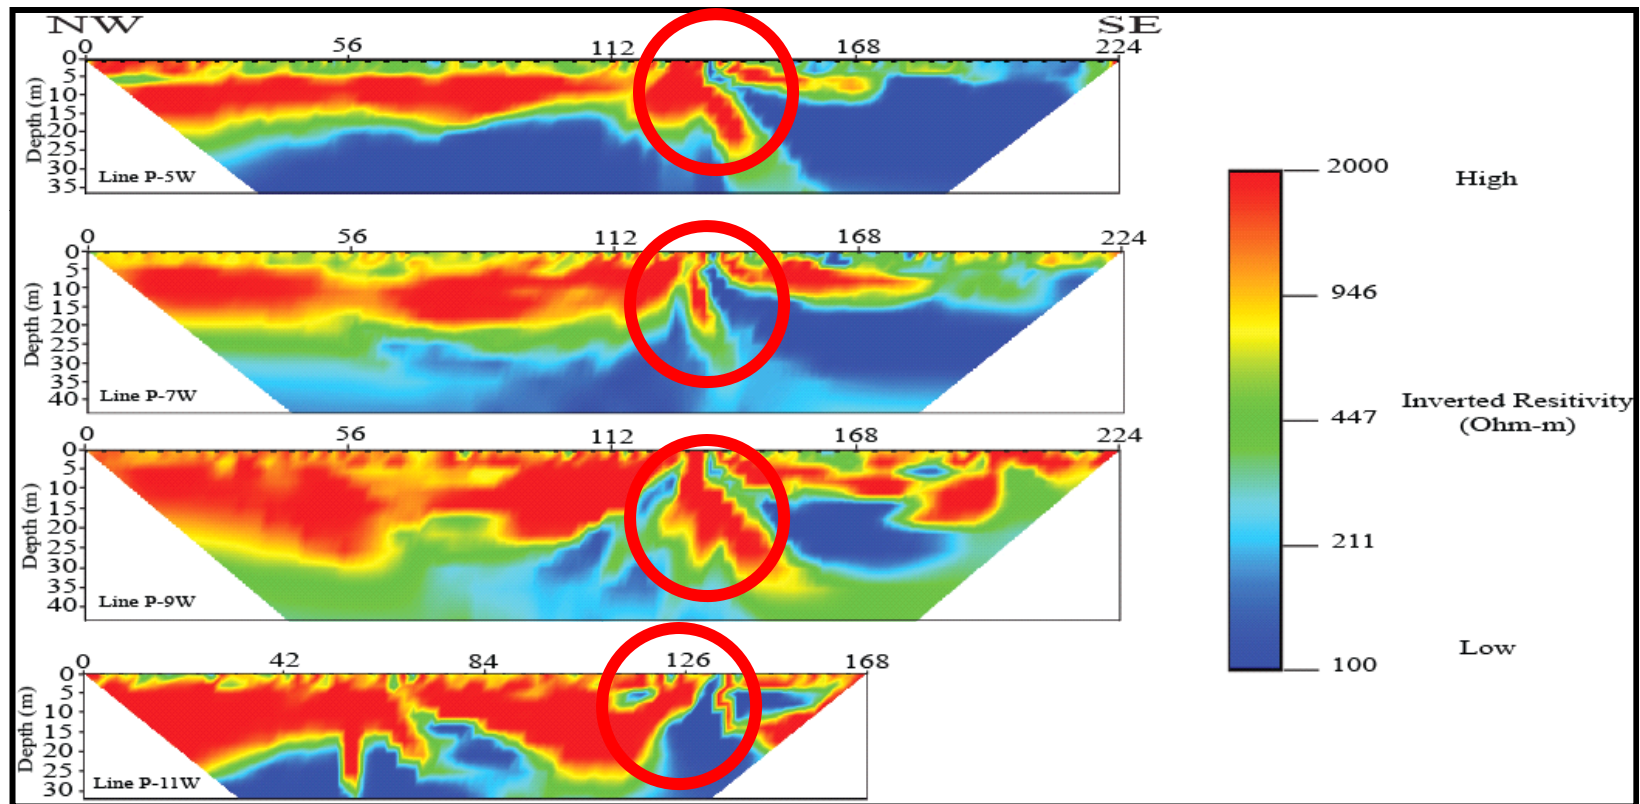 NW SE
0 56 112 168 224
0
5
10
15
20
25
30
35
Depth (m)
Line P-5W
0 56 112 168 224
0
5
10
15
20
25
30
35
40
Depth (m)
Line P-7W
0 56 112 168 224
0
5
10
15
20
25
30
35
40
Depth (m)
Line P-9W
0 42 84 126 168
0
5
10
15
20
25
30
Depth (m)
Line P-11W
2000 High
946
447
Inverted Resitivity
(Ohm-m)
211
100 Low